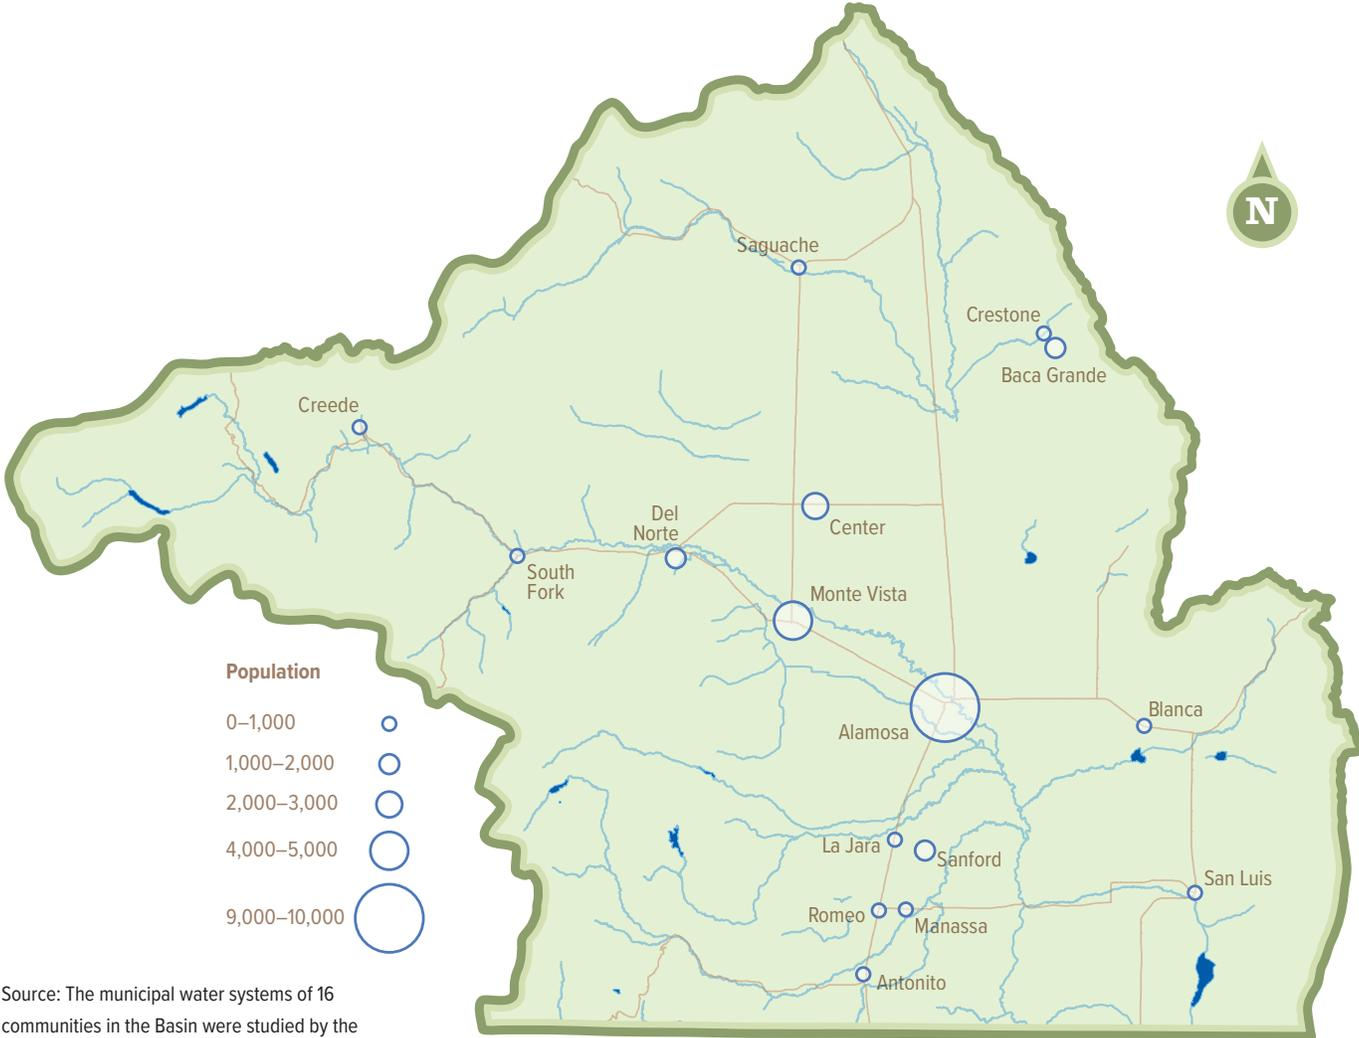 N
Saguache
Crestone
Baca Grande
Creede
Del
Norte
Center
South
Fork
Monte Vista
Population
0–1,000
1,000–2,000
2,000–3,000
4,000–5,000
9,000–10,000
Alamosa
Blanca
La Jara
Sanford
San Luis
Romeo
Manassa
Antonito
Source: The municipal water systems of 16
communities in the Basin were studied by the